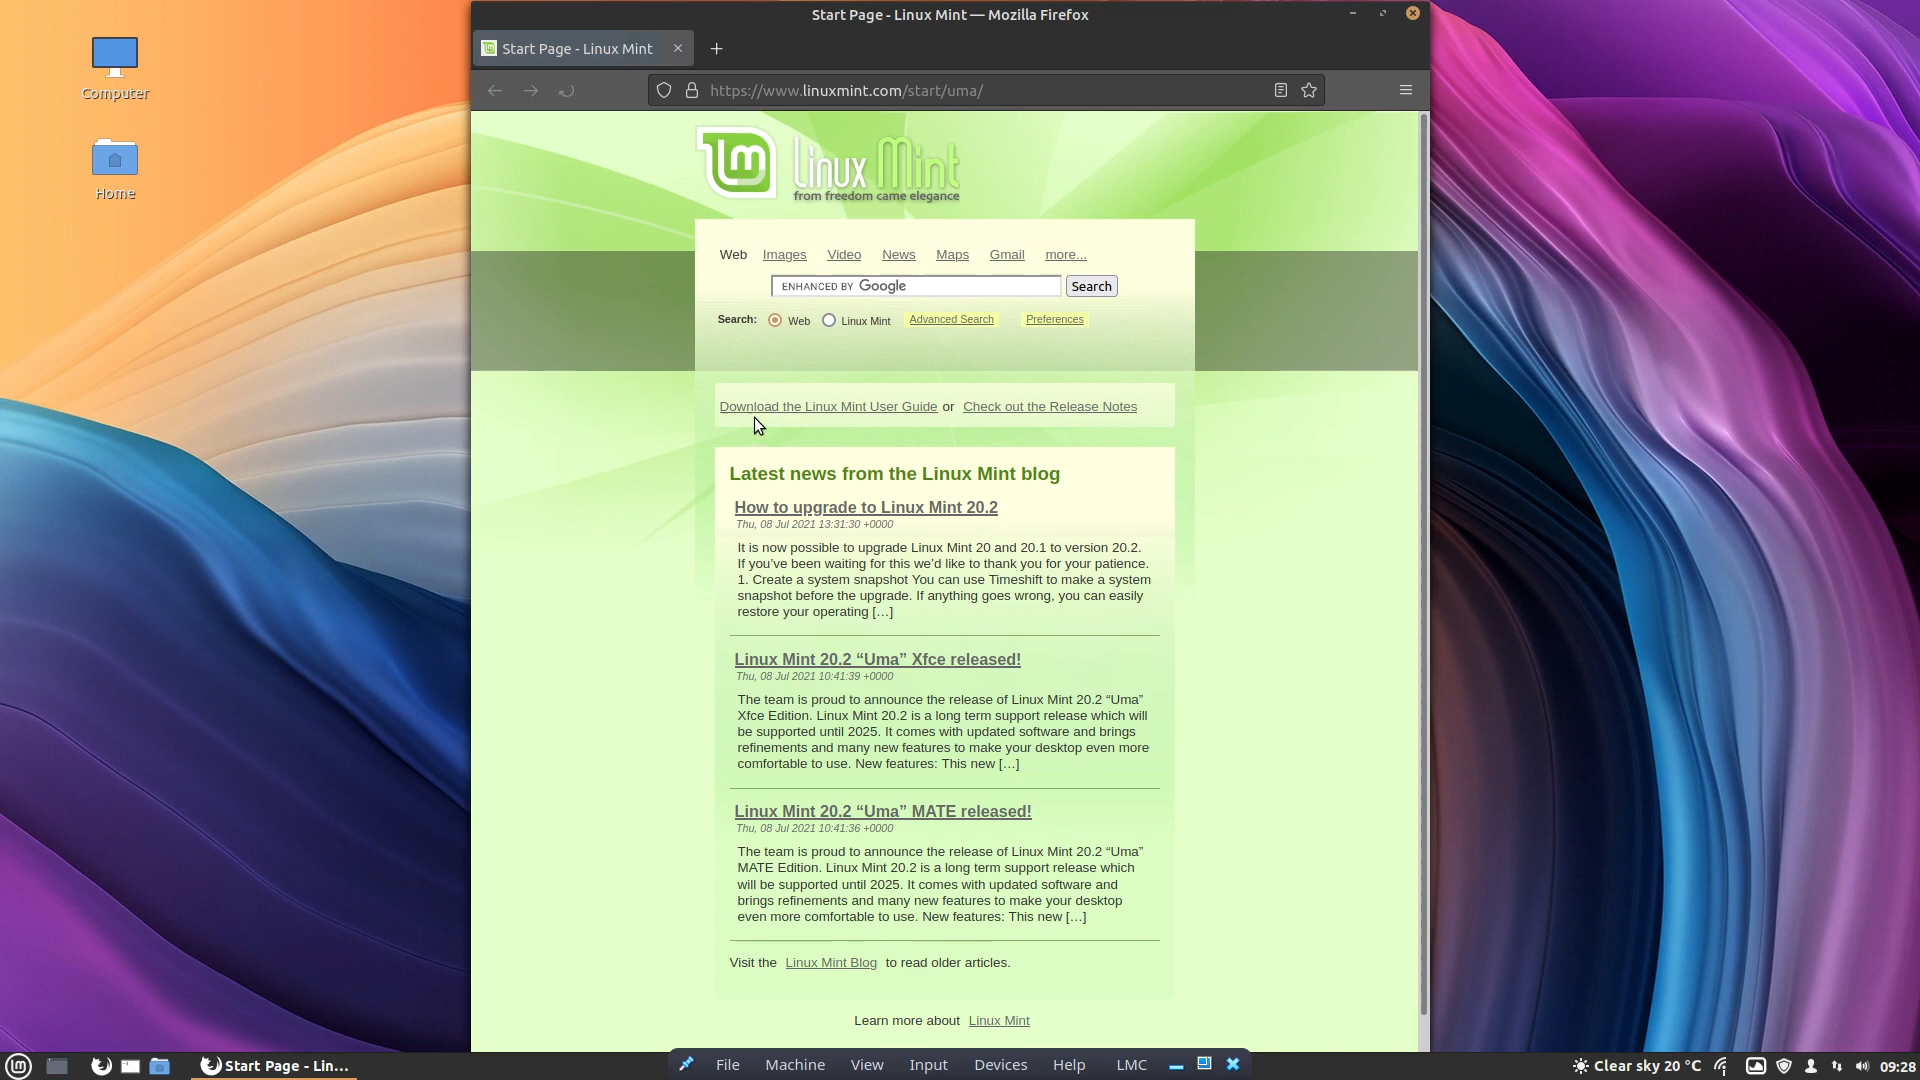 Start Page - Linux Mint — Mozilla Firefox
Start Page - Linux Mint
https://www.linuxmint.com/start/uma/
Computer
Home
Linux Mint
from freedom came elegance
Web Images Video News Maps Gmail more...
ENHANCED BY Google Search
Search: Web Linux Mint Advanced Search Preferences
Download the Linux Mint User Guide or Check out the Release Notes
Latest news from the Linux Mint blog
How to upgrade to Linux Mint 20.2
Thu, 08 Jul 2021 13:31:30 +0000
It is now possible to upgrade Linux Mint 20 and 20.1 to version 20.2.
If you’ve been waiting for this we’d like to thank you for your patience.
1. Create a system snapshot You can use Timeshift to make a system
snapshot before the upgrade. If anything goes wrong, you can easily
restore your operating […]
Linux Mint 20.2 “Uma” Xfce released!
Thu, 08 Jul 2021 10:41:39 +0000
The team is proud to announce the release of Linux Mint 20.2 “Uma”
Xfce Edition. Linux Mint 20.2 is a long term support release which will
be supported until 2025. It comes with updated software and brings
refinements and many new features to make your desktop even more
comfortable to use. New features: This new […]
Linux Mint 20.2 “Uma” MATE released!
Thu, 08 Jul 2021 10:41:36 +0000
The team is proud to announce the release of Linux Mint 20.2 “Uma”
MATE Edition. Linux Mint 20.2 is a long term support release which
will be supported until 2025. It comes with updated software and
brings refinements and many new features to make your desktop
even more comfortable to use. New features: This new […]
Visit the Linux Mint Blog to read older articles.
Learn more about Linux Mint
Start Page - Lin...
File Machine View Input Devices Help LMC
Clear sky 20 °C
09:28